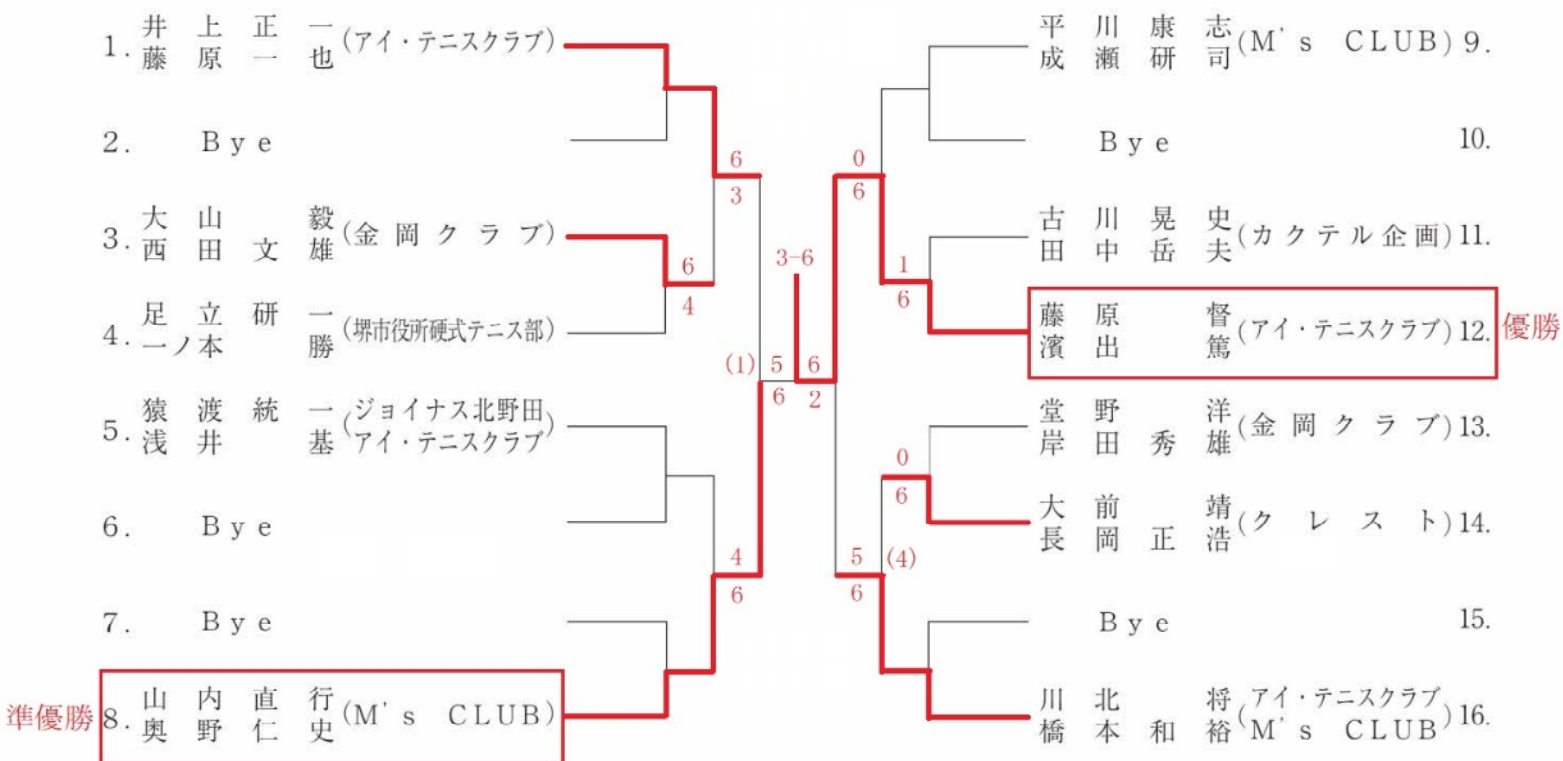 1. 井上正一 (アイ・テニスクラブ)
藤原一也
2. Bye
3. 大山毅 (金岡クラブ)
西田文雄
4. 足立研一 (堺市役所硬式テニス部)
一ノ本勝
5. 猿渡統一 (ジョイナス北野田
浅井基 アイ・テニスクラブ)
6. Bye
7. Bye
準優勝 8. 山内直行 (M's CLUB)
奥野仁史
6
3
6
4
(1) 5
6
4
6
3-6
6
2
0
6
1
6
0
6
5 (4)
6
平川康志 (M's CLUB) 9.
成瀬研司
Bye 10.
古川晃史 (カクテル企画) 11.
田中岳夫
藤原督 (アイ・テニスクラブ) 12. 優勝
濱出篤
堂野洋 (金岡クラブ) 13.
岸田秀雄
大前靖 (クレスト) 14.
長岡正浩
Bye 15.
川北将 (アイ・テニスクラブ 16.
橋本和裕 M's CLUB)